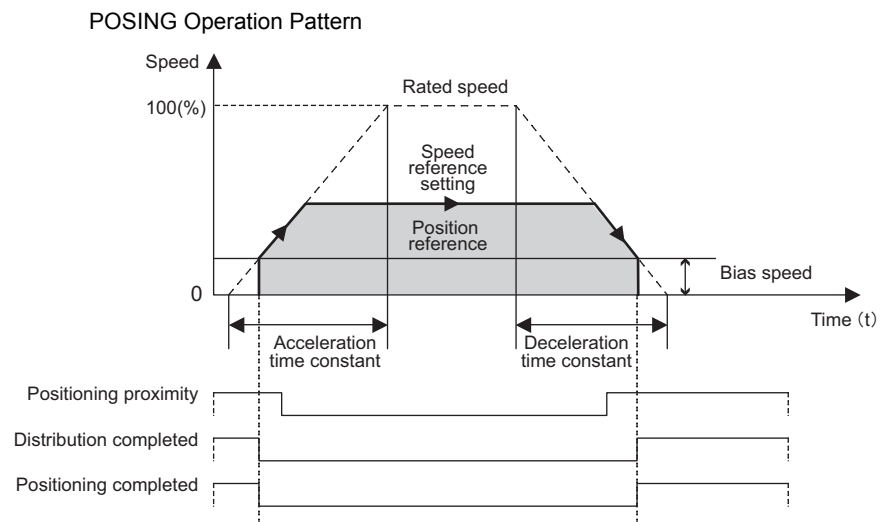 POSING Operation Pattern
Speed
100(%)
Rated speed
Speed
reference
setting
Position
reference
0
Bias speed
Time (t)
Acceleration
time constant
Deceleration
time constant
Positioning proximity
Distribution completed
Positioning completed